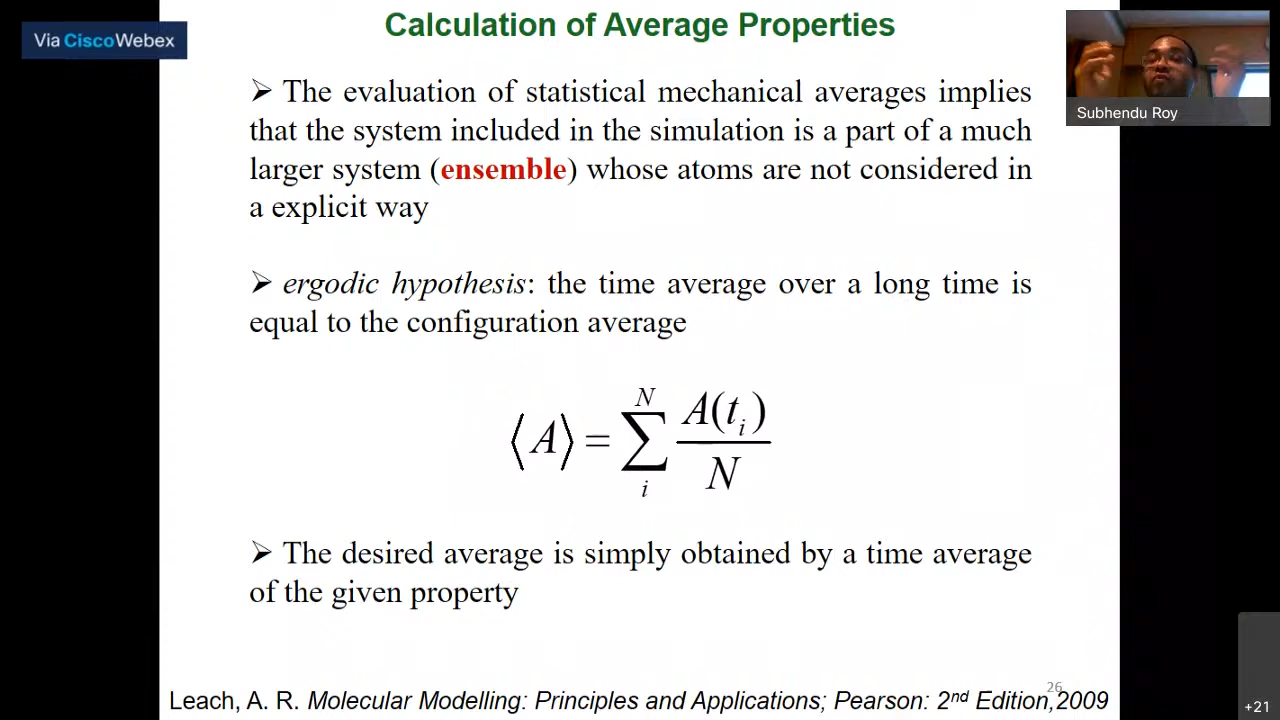 Calculation of Average Properties
Via CiscoWebex
Subhendu Roy
➢ The evaluation of statistical mechanical averages implies
that the system included in the simulation is a part of a much
larger system (ensemble) whose atoms are not considered in
a explicit way
➢ ergodic hypothesis: the time average over a long time is
equal to the configuration average
⟨A⟩ = ∑_i^N A(t_i)/N
➢ The desired average is simply obtained by a time average
of the given property
26
Leach, A. R. Molecular Modelling: Principles and Applications; Pearson: 2nd Edition,2009
+21